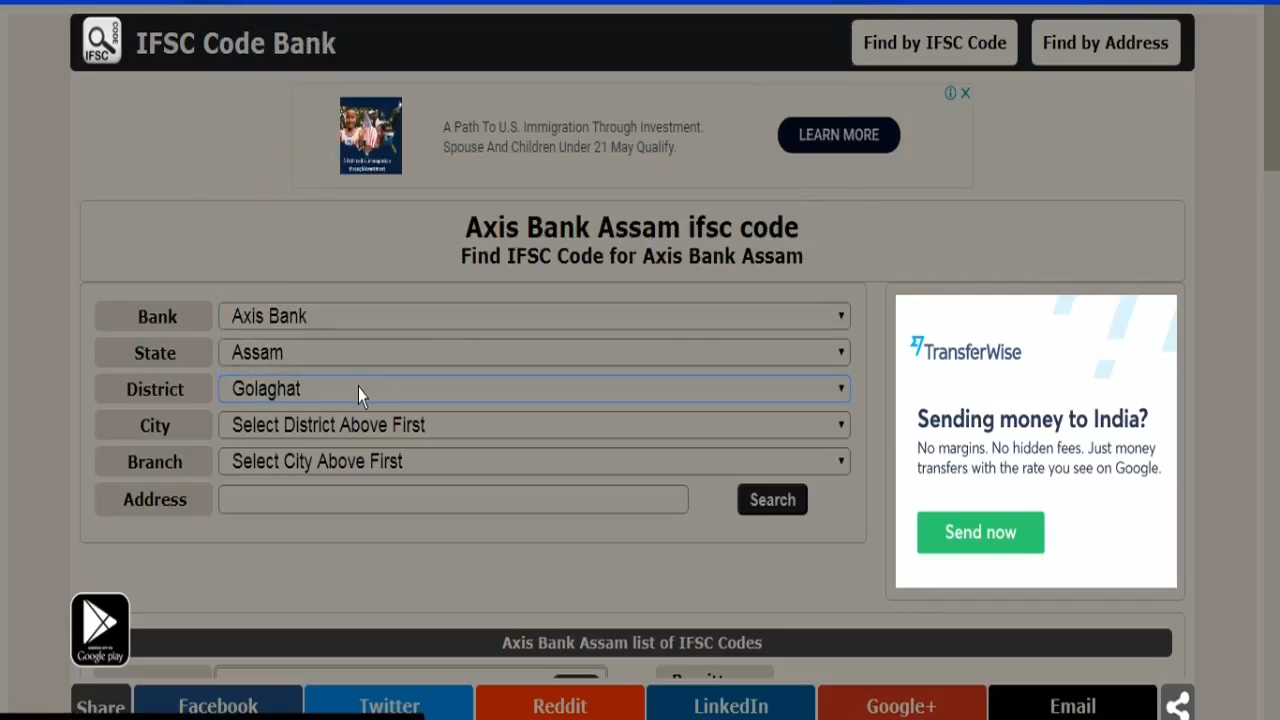 CODE
IFSC
IFSC Code Bank
Find by IFSC Code
Find by Address
A Path To U.S. Immigration Through Investment.
Spouse And Children Under 21 May Qualify.
LEARN MORE
Axis Bank Assam ifsc code
Find IFSC Code for Axis Bank Assam
Bank
Axis Bank
State
Assam
District
Golaghat
City
Select District Above First
Branch
Select City Above First
Address
Search
TransferWise
Sending money to India?
No margins. No hidden fees. Just money
transfers with the rate you see on Google.
Send now
Google play
Axis Bank Assam list of IFSC Codes
Share
Facebook
Twitter
Reddit
LinkedIn
Google+
Email